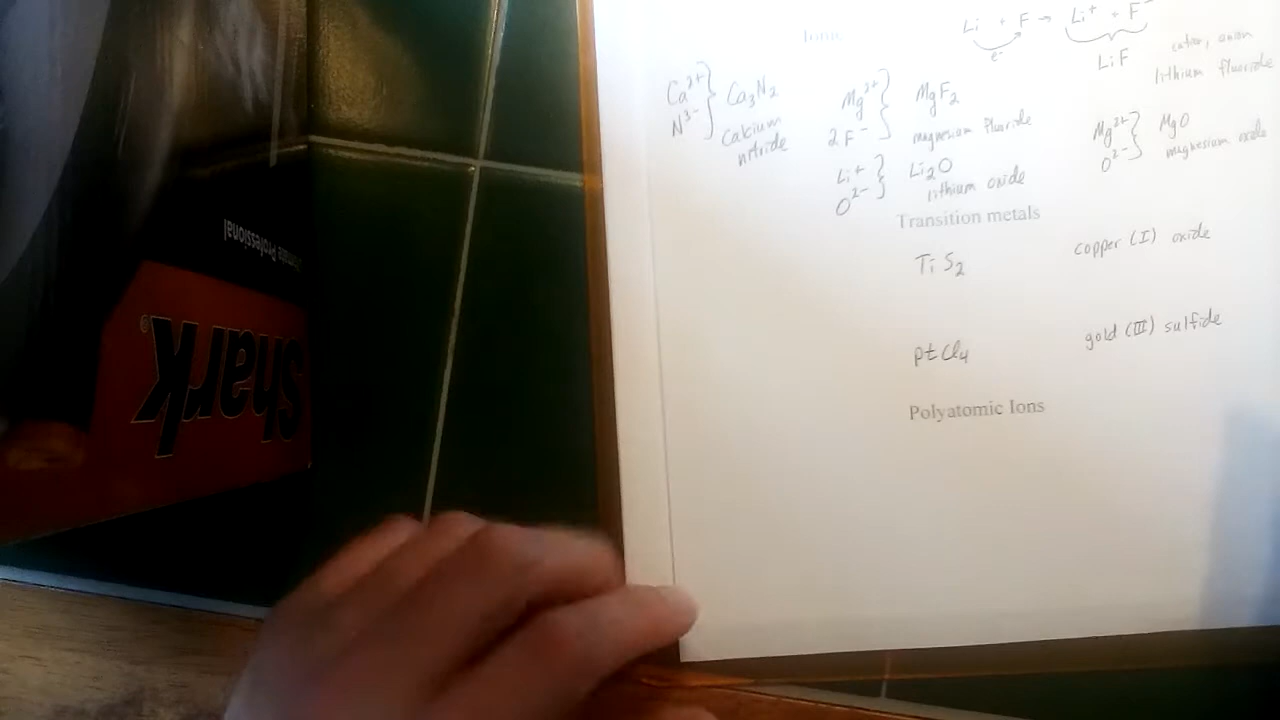 Ionic
Li + F → Li⁺ + F⁻
e⁻
LiF
cation, anion
lithium fluoride
Ca²⁺
N³⁻
Ca₃N₂
Calcium
nitride
Mg²⁺
2F⁻
MgF₂
magnesium fluoride
Li⁺
O²⁻
Li₂O
lithium oxide
Mg²⁺
O²⁻
MgO
magnesium oxide
Transition metals
TiS₂
copper (I) oxide
PtCl₄
gold (III) sulfide
Polyatomic Ions
Professional
Shark®